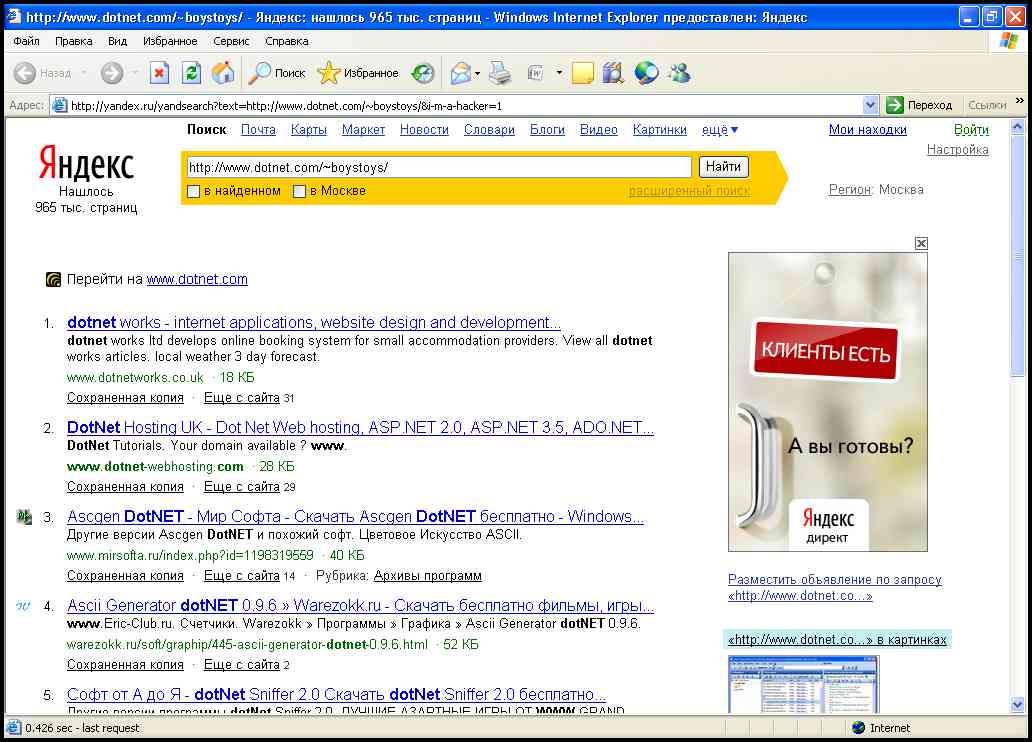 http://www.dotnet.com/~boystoys/ - Яндекс: нашлось 965 тыс. страниц - Windows Internet Explorer предоставлен: Яндекс
Файл Правка Вид Избранное Сервис Справка
Назад Поиск Избранное
Адрес: http://yandex.ru/yandsearch?text=http://www.dotnet.com/~boystoys/&i-m-a-hacker=1 Переход Ссылки »
Поиск Почта Карты Маркет Новости Словари Блоги Видео Картинки ещё ▼ Мои находки Войти
Настройка
Яндекс
http://www.dotnet.com/~boystoys/ Найти
Нашлось
965 тыс. страниц
в найденном в Москве расширенный поиск
Регион: Москва
Перейти на www.dotnet.com
1. dotnet works - internet applications, website design and development...
dotnet works ltd develops online booking system for small accommodation providers. View all dotnet
works articles. local weather 3 day forecast.
www.dotnetworks.co.uk · 18 КБ
Сохраненная копия · Еще с сайта 31
2. DotNet Hosting UK - Dot Net Web hosting, ASP.NET 2.0, ASP.NET 3.5, ADO.NET...
DotNet Tutorials. Your domain available ? www.
www.dotnet-webhosting.com · 28 КБ
Сохраненная копия · Еще с сайта 29
3. Ascgen DotNET - Мир Софта - Скачать Ascgen DotNET бесплатно - Windows...
Другие версии Ascgen DotNET и похожий софт. Цветовое Искусство ASCII.
www.mirsofta.ru/index.php?id=1198319559 · 40 КБ
Сохраненная копия · Еще с сайта 14 · Рубрика: Архивы программ
4. Ascii Generator dotNET 0.9.6 » Warezokk.ru - Скачать бесплатно фильмы, игры...
www.Eric-Club.ru. Счетчики. Warezokk » Программы » Графика » Ascii Generator dotNET 0.9.6.
warezokk.ru/soft/graphip/445-ascii-generator-dotnet-0.9.6.html · 52 КБ
Сохраненная копия · Еще с сайта 2
5. Софт от А до Я - dotNet Sniffer 2.0 Скачать dotNet Sniffer 2.0 бесплатно...
Другие версии программы dotNet Sniffer 2.0. ЛУЧШИЕ АЗАРТНЫЕ ИГРЫ ОТ WWW.GRAND
КЛИЕНТЫ ЕСТЬ
А вы готовы?
Яндекс
директ
Разместить объявление по запросу
«http://www.dotnet.co...»
«http://www.dotnet.co...» в картинках
0.426 sec - last request Internet